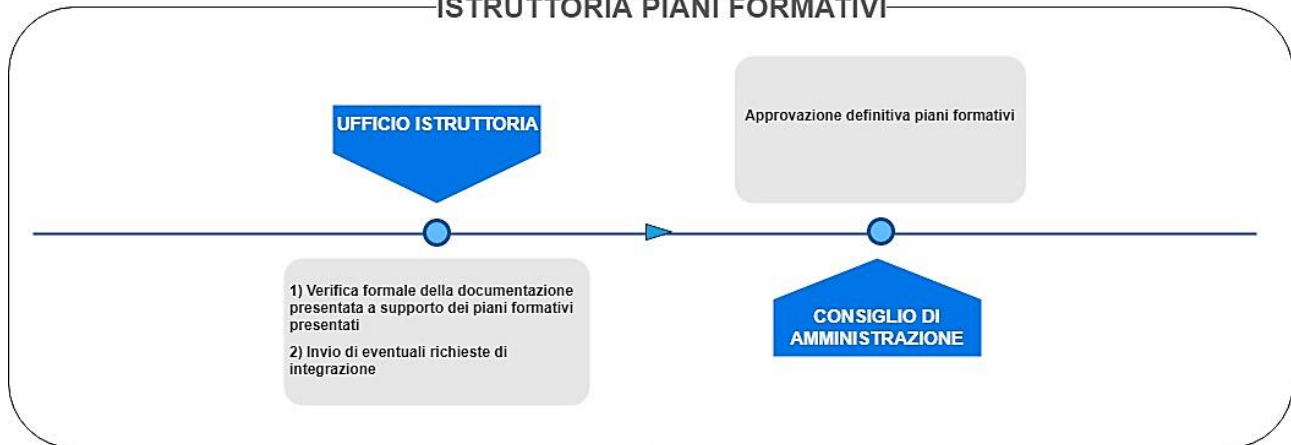 ISTRUTTORIA PIANI FORMATIVI
UFFICIO ISTRUTTORIA
1) Verifica formale della documentazione
presentata a supporto dei piani formativi
presentati
2) Invio di eventuali richieste di
integrazione
Approvazione definitiva piani formativi
CONSIGLIO DI
AMMINISTRAZIONE